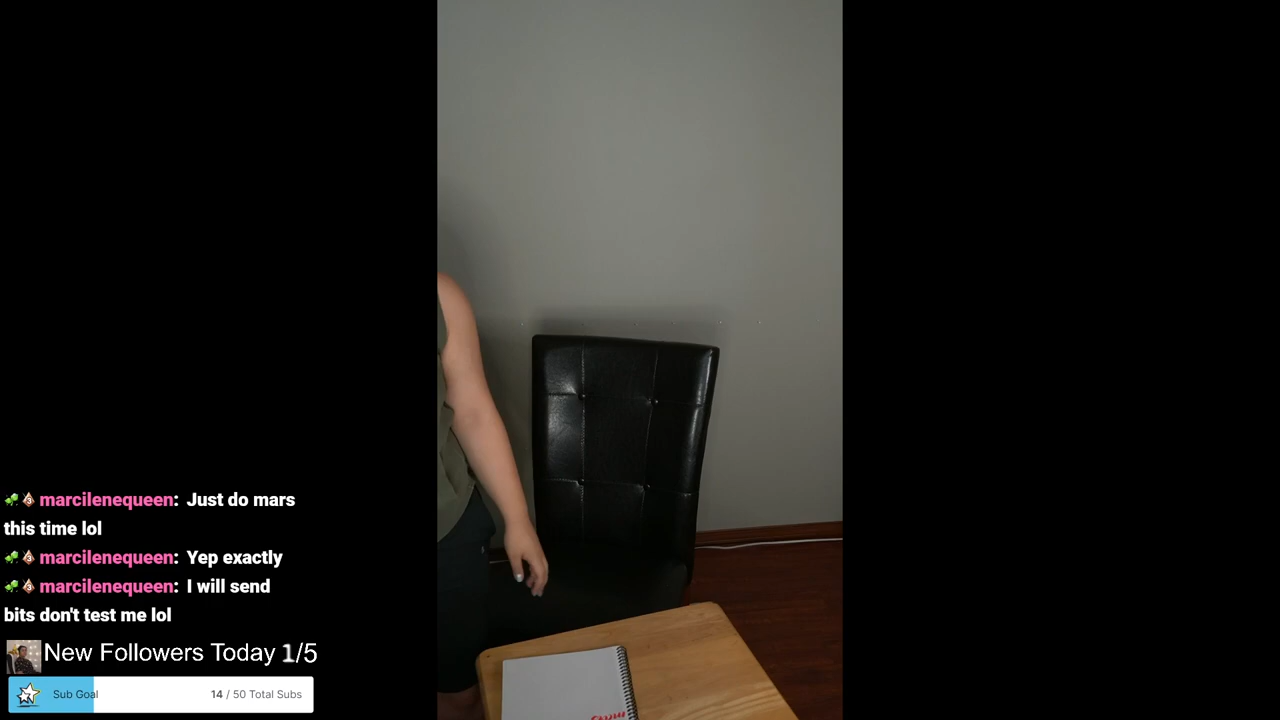 marcilenequeen: Just do mars
this time lol
marcilenequeen: Yep exactly
marcilenequeen: I will send
bits don't test me lol
New Followers Today 1/5
Sub Goal 14 / 50 Total Subs